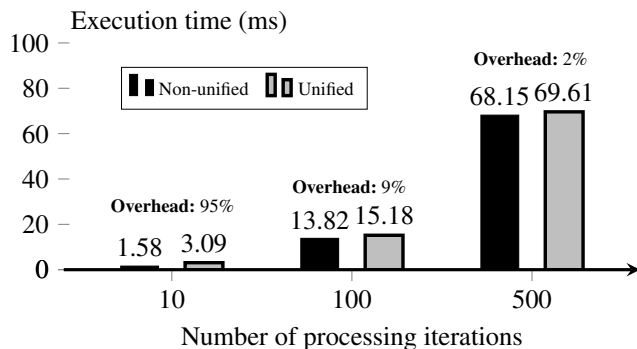 Execution time (ms)
100
Overhead: 2%
Non-unified Unified
80
68.15 69.61
60
40
Overhead: 95%
Overhead: 9%
20
13.82 15.18
1.58 3.09
0
10 100 500
Number of processing iterations